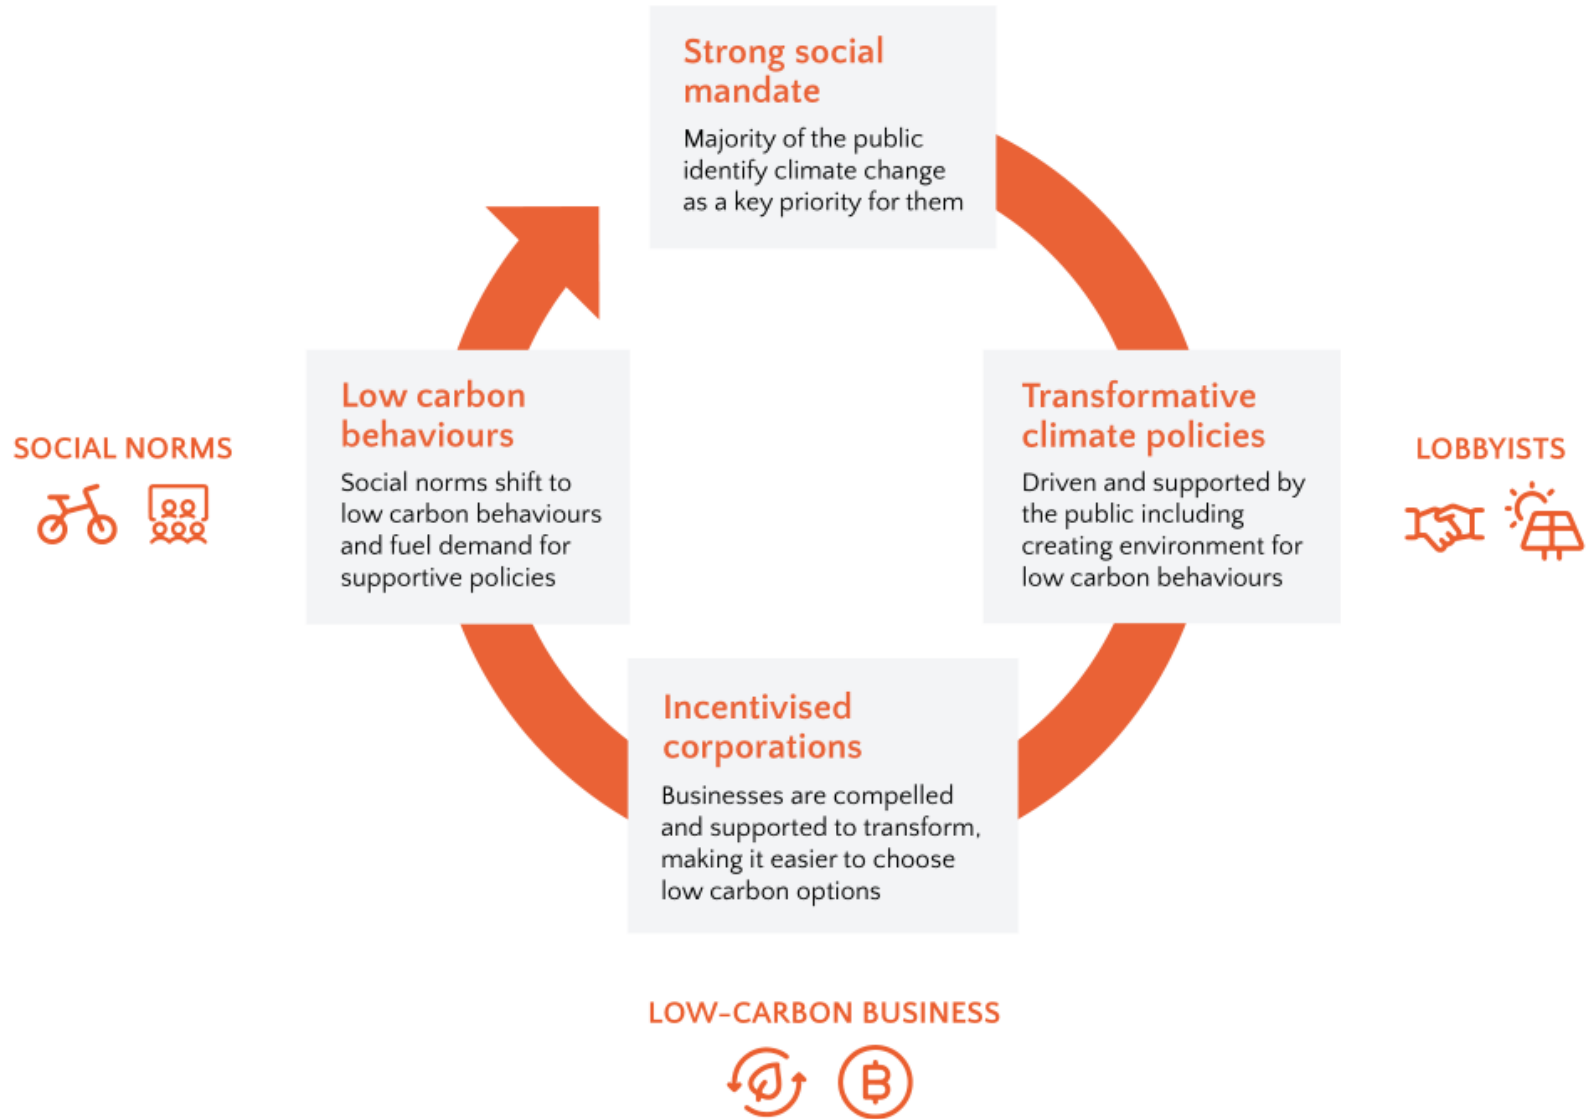 Strong social
mandate
Majority of the public
identify climate change
as a key priority for them
Low carbon
behaviours
Social norms shift to
low carbon behaviours
and fuel demand for
supportive policies
SOCIAL NORMS
Transformative
climate policies
Driven and supported by
the public including
creating environment for
low carbon behaviours
LOBBYISTS
Incentivised
corporations
Businesses are compelled
and supported to transform,
making it easier to choose
low carbon options
LOW-CARBON BUSINESS